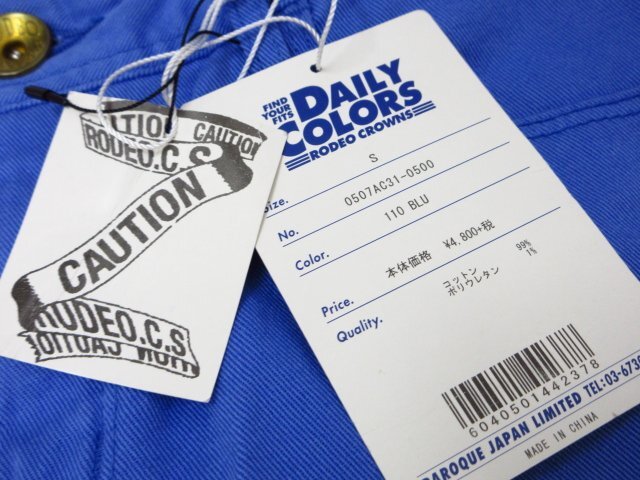 UTION CAUTION
RODEO.C.S
CAUTION
RODEO.C.S
CAUTION
FIND
YOUR
FITS
DAILY
COLORS
RODEO CROWNS
Size. S
No. 0507AC31-0500
Color. 110 BLU
Price. 本体価格 ¥4,800+税
Quality. コットン 99%
ポリウレタン 1%
6040501442378
BAROQUE JAPAN LIMITED TEL:03-673
MADE IN CHINA